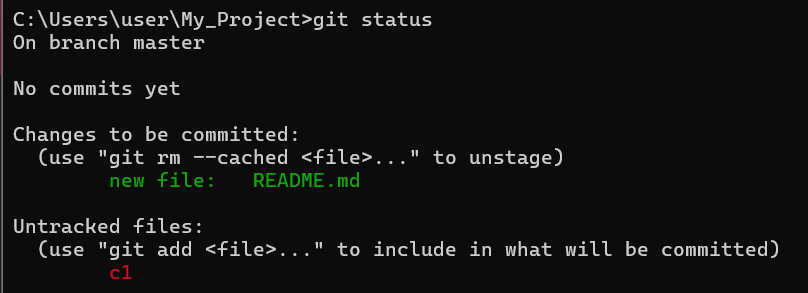 C:\Users\user\My_Project>git status
On branch master
No commits yet
Changes to be committed:
(use "git rm --cached <file>..." to unstage)
new file: README.md
Untracked files:
(use "git add <file>..." to include in what will be committed)
c1